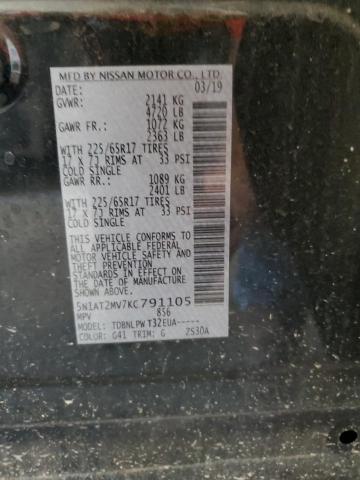 MFD BY NISSAN MOTOR CO., LTD.
DATE: 03/19
GVWR: 2141 KG
4720 LB
GAWR FR.: 1072 KG
2363 LB
WITH 225/65R17 TIRES
17 X 7J RIMS AT 33 PSI
COLD SINGLE
GAWR RR.: 1089 KG
2401 LB
WITH 225/65R17 TIRES
17 X 7J RIMS AT 33 PSI
COLD SINGLE
THIS VEHICLE CONFORMS TO
ALL APPLICABLE FEDERAL
MOTOR VEHICLE SAFETY
STANDARDS IN EFFECT ON
THE DATE OF MANUFACTURE
SHOWN ABOVE.
5N1AT2MV7KC791105
MPV 856
MODEL: TDBNLPW T32EUA-----
COLOR: G41 TRIM: G ZS30A